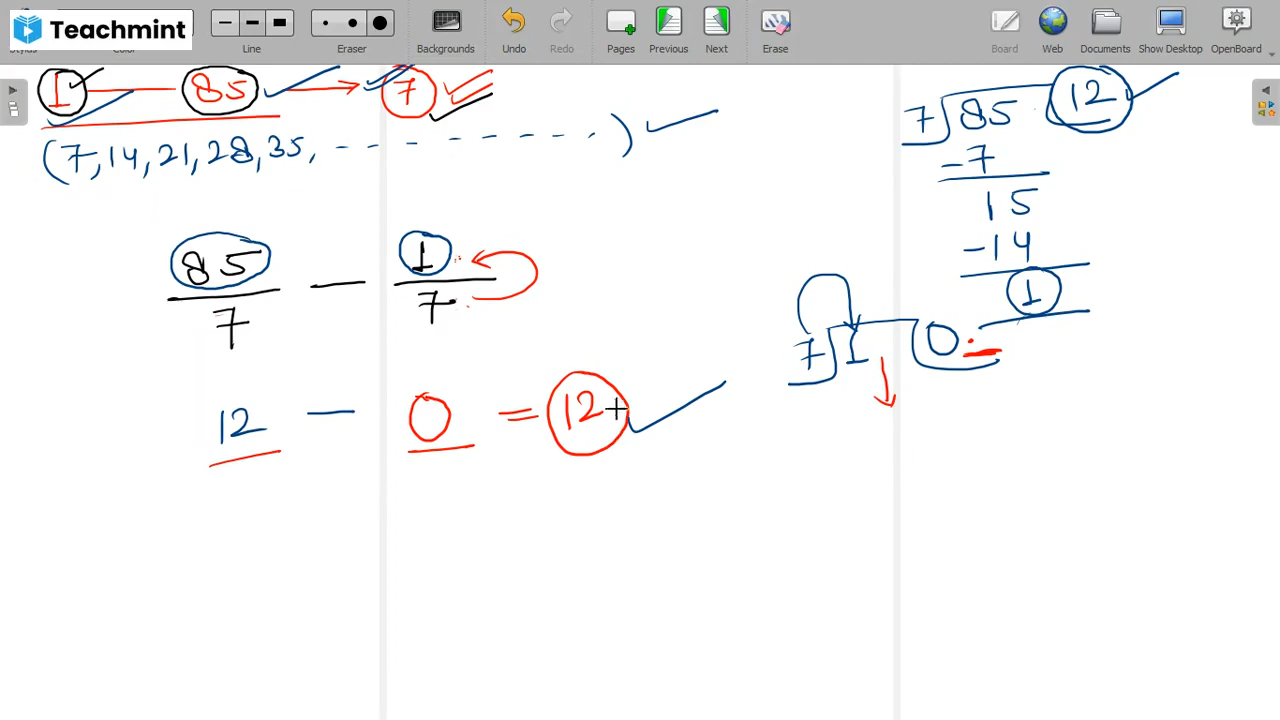 Teachmint
Styles Color Line Eraser Backgrounds Undo Redo Pages Previous Next Erase Board Web Documents Show Desktop OpenBoard
1 — 85 → 7
(7, 14, 21, 28, 35, - - - - - - - - )
85/7 — 1/7
12 — 0 = 12
7 85 12
-7
15
-14
1
7 1 0.